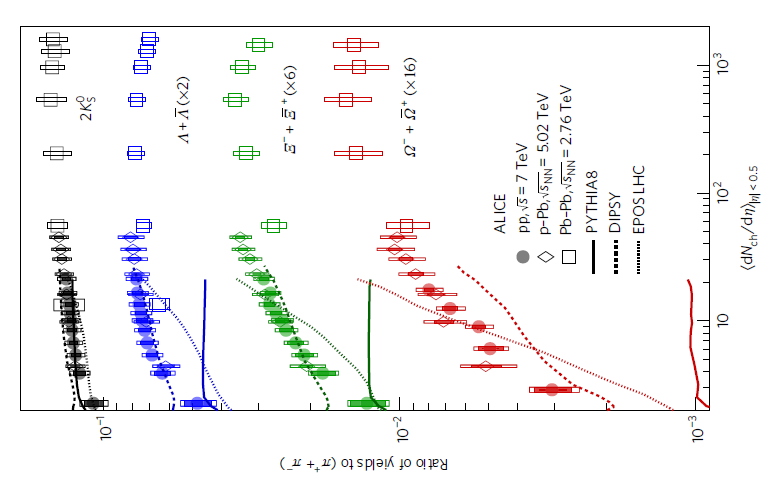 Ratio of yields to (π⁺+π⁻)
10⁻¹
10⁻²
10⁻³
2K⁰_S
Λ+Λ̅ (×2)
Ξ⁻+Ξ̅⁺ (×6)
Ω⁻+Ω̅⁺ (×16)
ALICE
pp, √s = 7 TeV
p–Pb, √s_NN = 5.02 TeV
Pb–Pb, √s_NN = 2.76 TeV
PYTHIA8
DIPSY
EPOS LHC
10
10²
10³
⟨dN_ch/dη⟩_|η| < 0.5